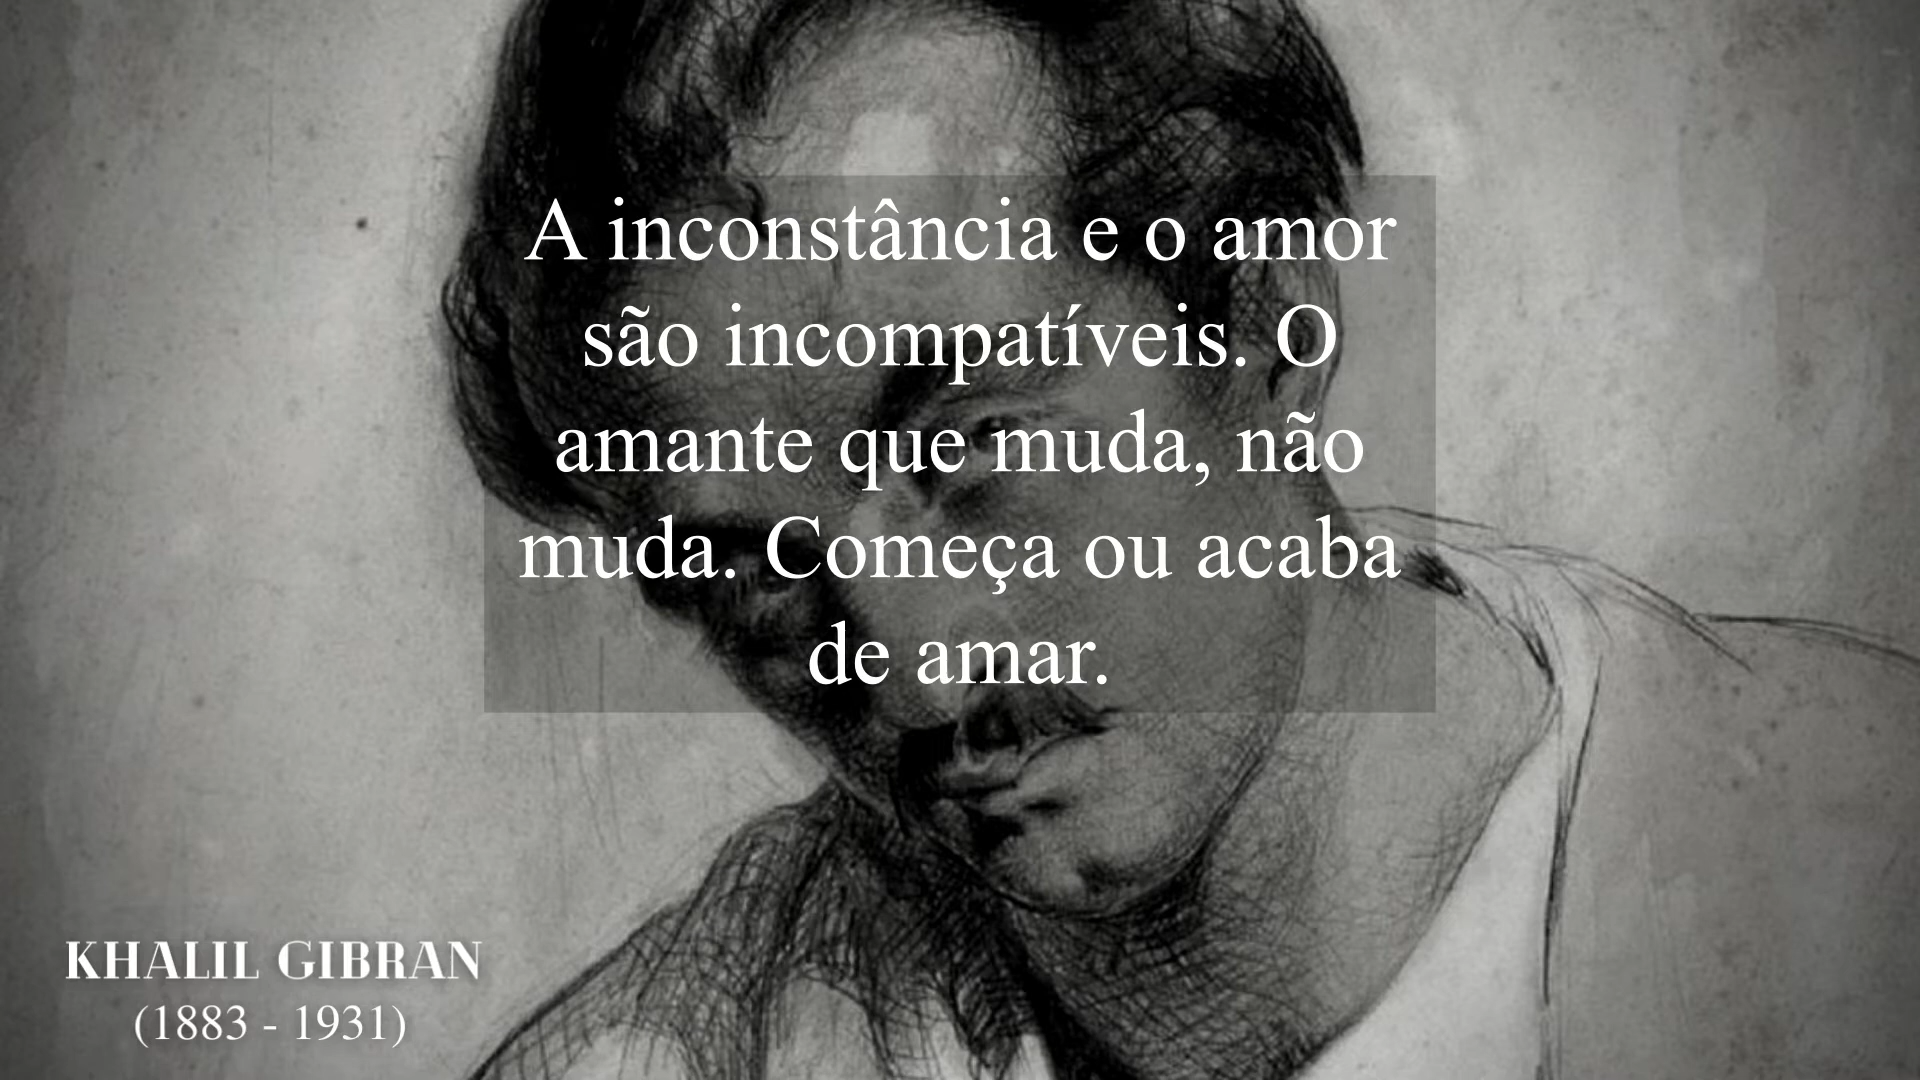 A inconstância e o amor
são incompatíveis. O
amante que muda, não
muda. Começa ou acaba
de amar.
KHALIL GIBRAN
(1883 - 1931)